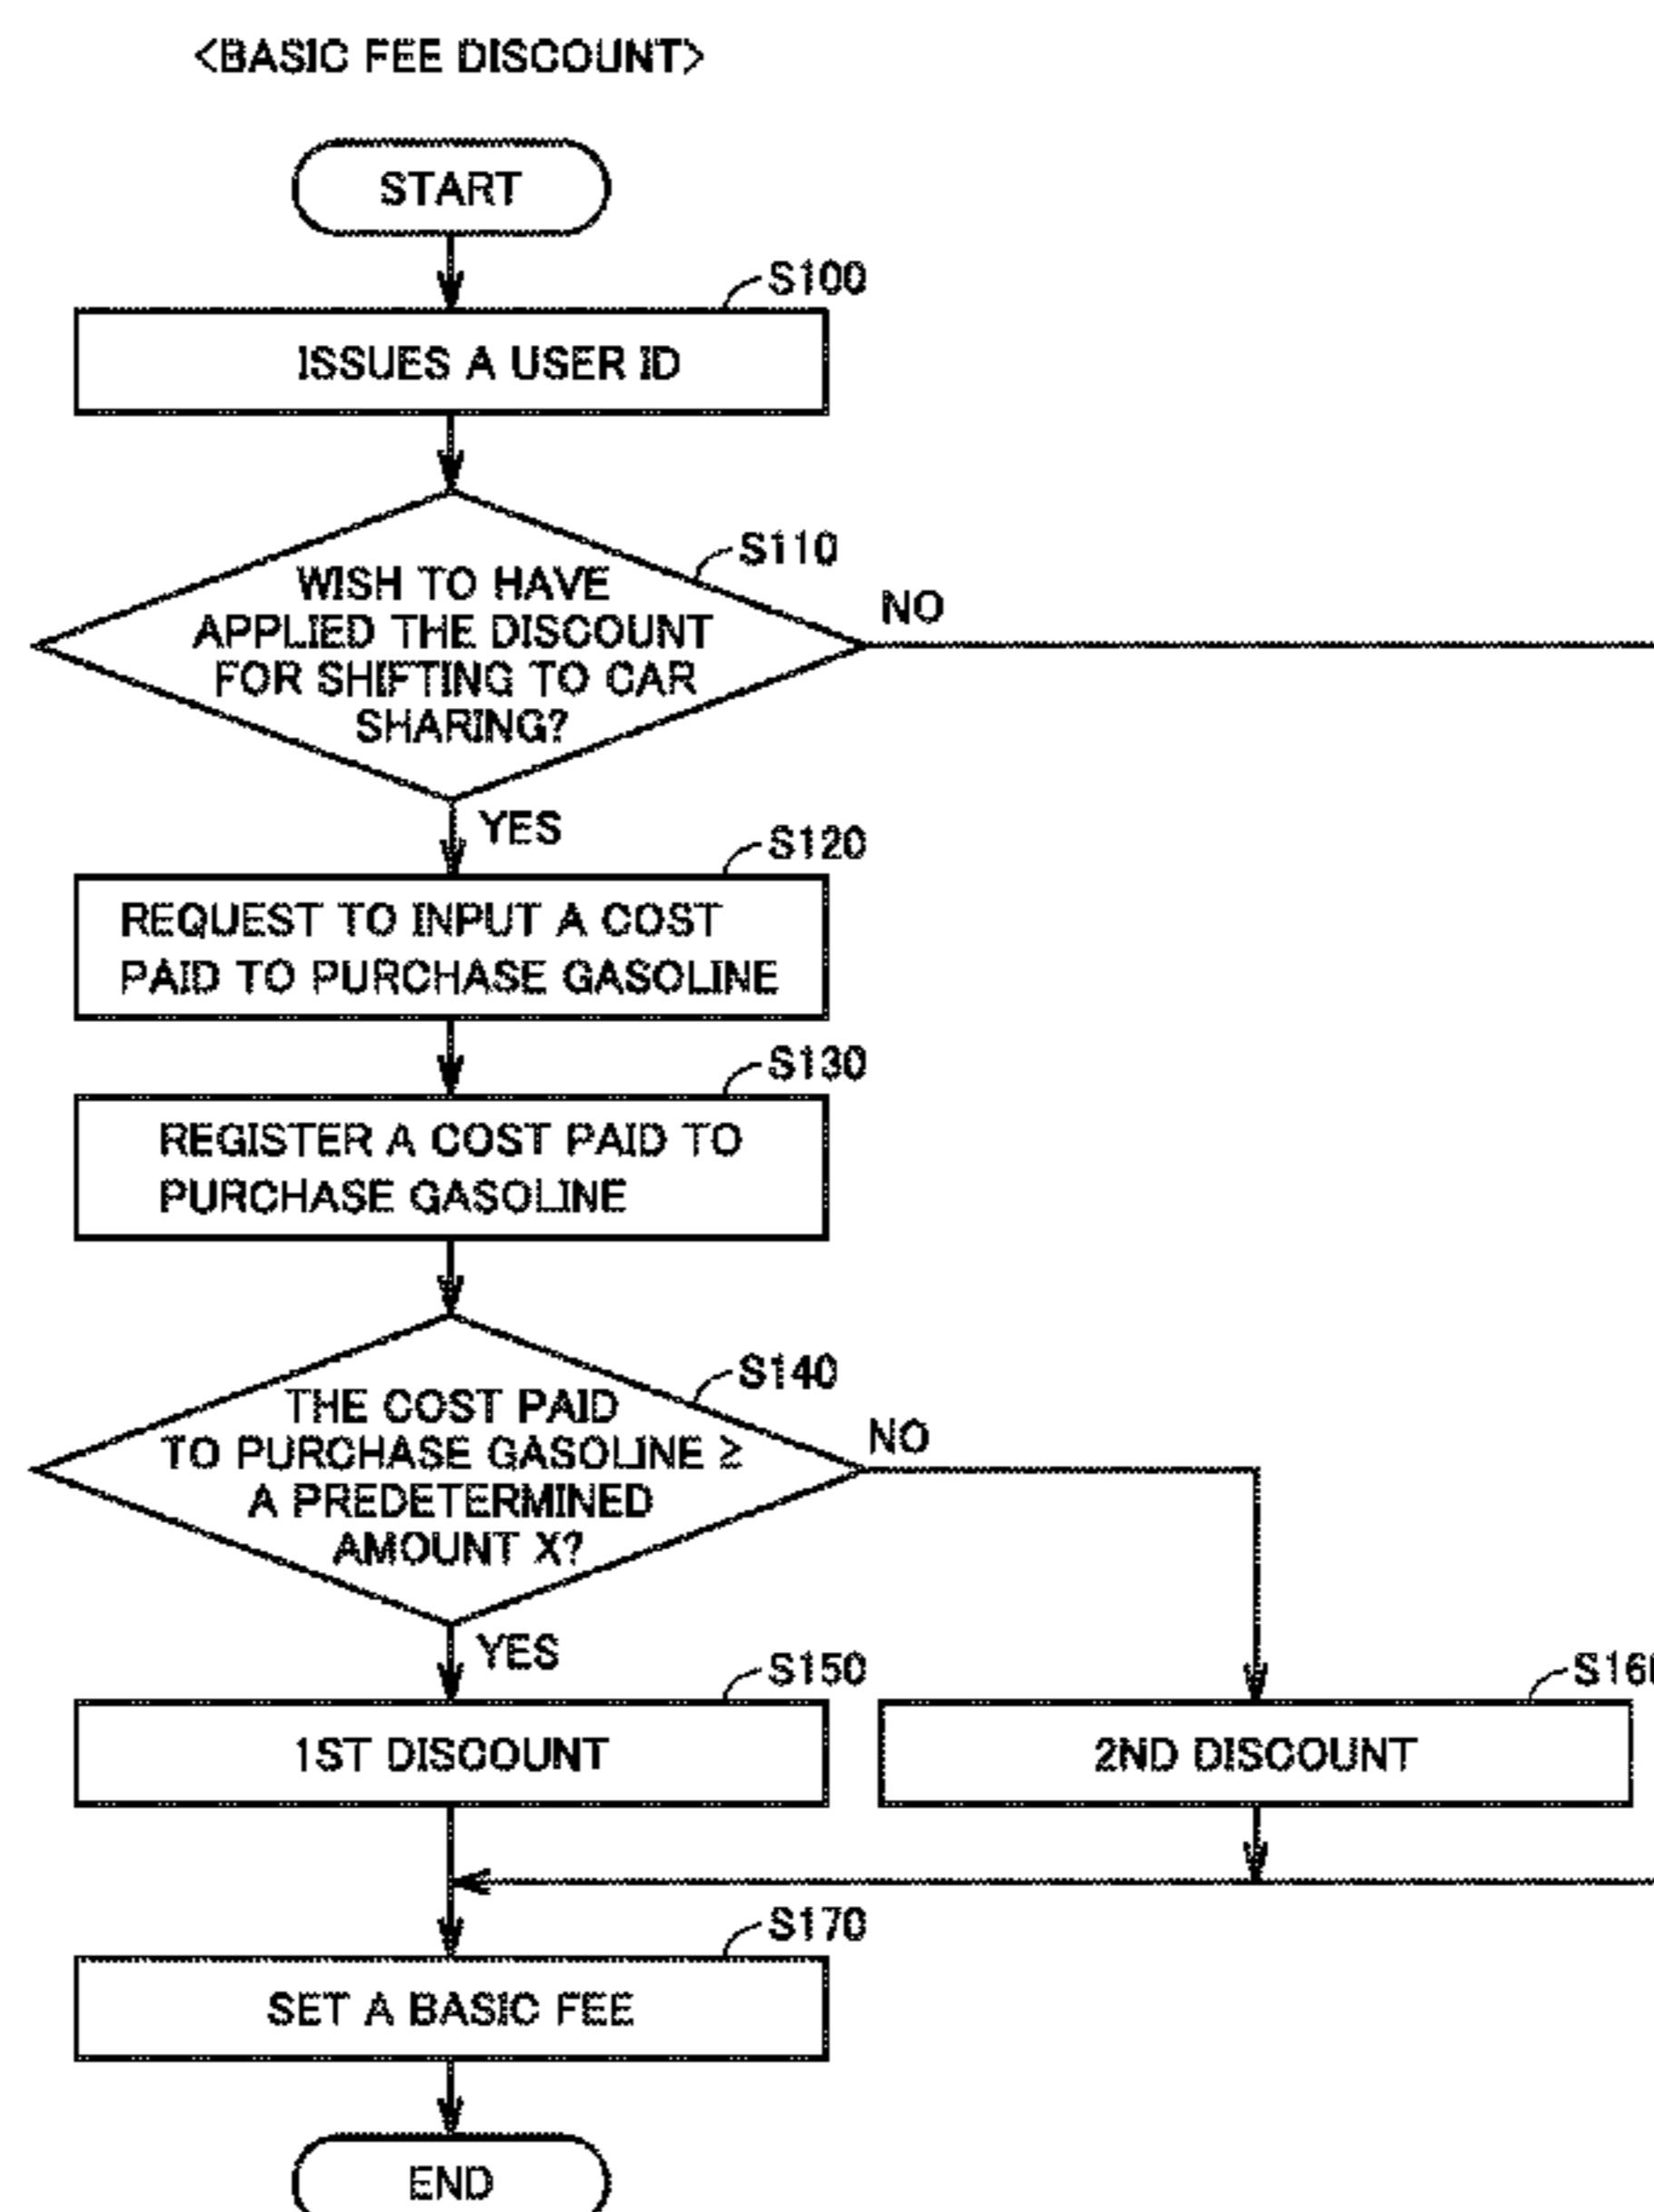 <BASIC FEE DISCOUNT>
START
S100
ISSUES A USER ID
S110
WISH TO HAVE
APPLIED THE DISCOUNT
FOR SHIFTING TO CAR
SHARING?
NO
YES
S120
REQUEST TO INPUT A COST
PAID TO PURCHASE GASOLINE
S130
REGISTER A COST PAID TO
PURCHASE GASOLINE
S140
THE COST PAID
TO PURCHASE GASOLINE ≥
A PREDETERMINED
AMOUNT X?
NO
YES
S150
1ST DISCOUNT
S160
2ND DISCOUNT
S170
SET A BASIC FEE
END